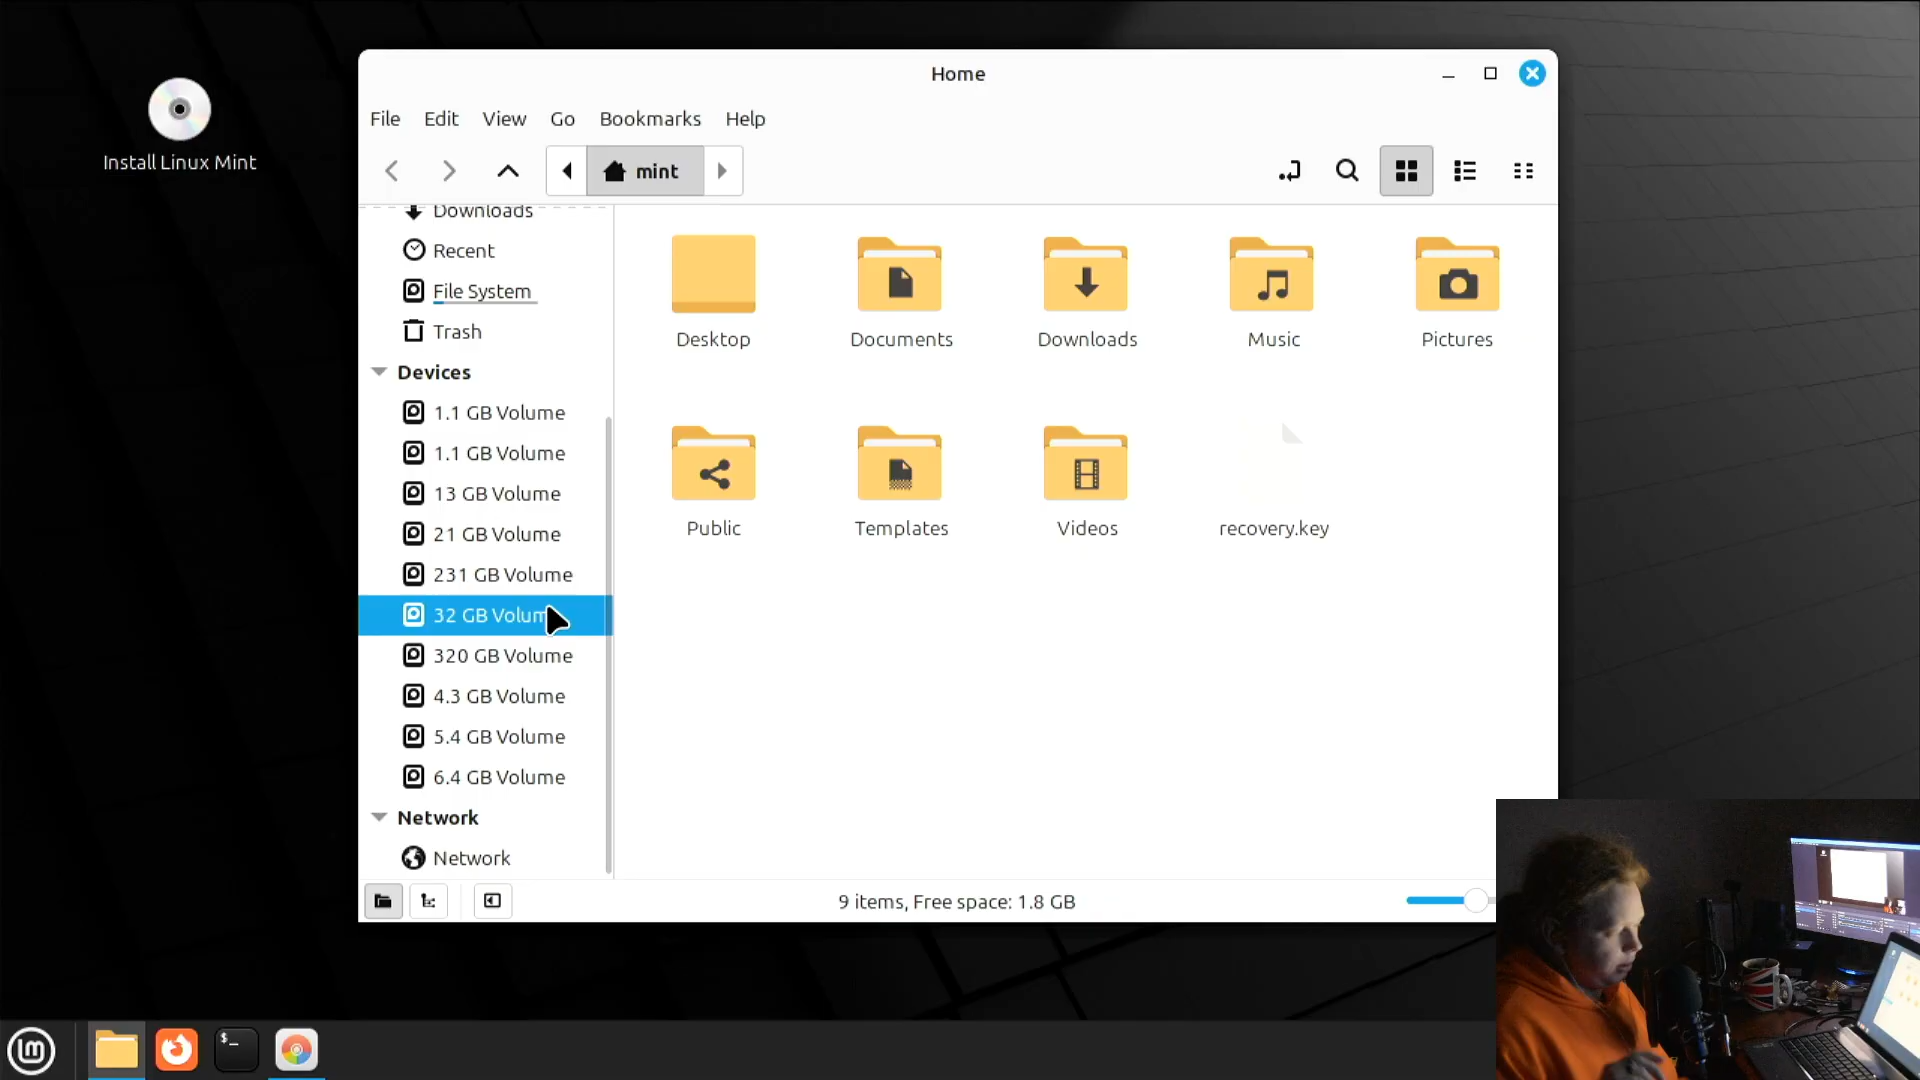 Install Linux Mint
Home
File Edit View Go Bookmarks Help
mint
Downloads
Recent
File System
Trash
Devices
1.1 GB Volume
1.1 GB Volume
13 GB Volume
21 GB Volume
231 GB Volume
32 GB Volum
320 GB Volume
4.3 GB Volume
5.4 GB Volume
6.4 GB Volume
Network
Network
Desktop
Documents
Downloads
Music
Pictures
Public
Templates
Videos
recovery.key
9 items, Free space: 1.8 GB
$_